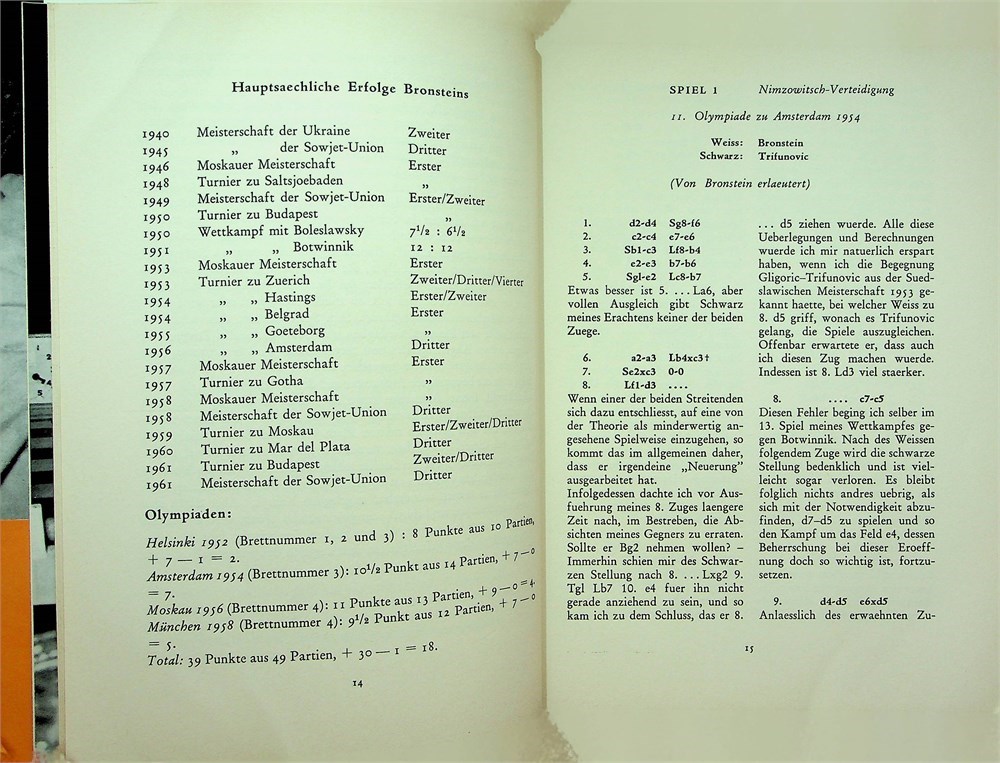 Hauptsaechliche Erfolge Bronsteins
1940 Meisterschaft der Ukraine Zweiter
1945 „ der Sowjet-Union Dritter
1946 Moskauer Meisterschaft Erster
1948 Turnier zu Saltsjoebaden „
1949 Meisterschaft der Sowjet-Union Erster/Zweiter
1950 Turnier zu Budapest „
1950 Wettkampf mit Boleslawsky 7½ : 6½
1951 „ „ Botwinnik 12 : 12
1953 Moskauer Meisterschaft Erster
1953 Turnier zu Zuerich Zweiter/Dritter/Vierter
1954 „ „ Hastings Erster/Zweiter
1954 „ „ Belgrad Erster
1955 „ „ Goeteborg „
1956 „ „ Amsterdam Dritter
1957 Moskauer Meisterschaft Erster
1957 Turnier zu Gotha „
1958 Moskauer Meisterschaft „
1958 Meisterschaft der Sowjet-Union Dritter
1959 Turnier zu Moskau Erster/Zweiter/Dritter
1960 Turnier zu Mar del Plata Dritter
1961 Turnier zu Budapest Zweiter/Dritter
1961 Meisterschaft der Sowjet-Union Dritter
Olympiaden:
Helsinki 1952 (Brettnummer 1, 2 und 3) : 8 Punkte aus 10 Partien,
+ 7 — 1 = 2.
Amsterdam 1954 (Brettnummer 3): 10½ Punkt aus 14 Partien, + 7 — 0
= 7.
Moskau 1956 (Brettnummer 4): 11 Punkte aus 13 Partien, + 9 — 0 = 4.
München 1958 (Brettnummer 4): 9½ Punkt aus 12 Partien, + 7 — 0
= 5.
Total: 39 Punkte aus 49 Partien, + 30 — 1 = 18.
14
SPIEL 1 Nimzowitsch-Verteidigung
11. Olympiade zu Amsterdam 1954
Weiss: Bronstein
Schwarz: Trifunovic
(Von Bronstein erlaeutert)
1. d2-d4 Sg8-f6
2. c2-c4 e7-e6
3. Sb1-c3 Lf8-b4
4. e2-e3 b7-b6
5. Sgl-e2 Lc8-b7
Etwas besser ist 5. ... La6, aber
vollen Ausgleich gibt Schwarz
meines Erachtens keiner der beiden
Zuege.
6. a2-a3 Lb4xc3†
7. Se2xc3 0-0
8. Lf1-d3 ....
Wenn einer der beiden Streitenden
sich dazu entschliesst, auf eine von
der Theorie als minderwertig an-
gesehene Spielweise einzugehen, so
kommt das im allgemeinen daher,
dass er irgendeine „Neuerung”
ausgearbeitet hat.
Infolgedessen dachte ich vor Aus-
fuehrung meines 8. Zuges laengere
Zeit nach, im Bestreben, die Ab-
sichten meines Gegners zu erraten.
Sollte er Bg2 nehmen wollen? –
Immerhin schien mir des Schwar-
zen Stellung nach 8. ... Lxg2 9.
Tgl Lb7 10. e4 fuer ihn nicht
gerade anziehend zu sein, und so
kam ich zu dem Schluss, das er 8.
... d5 ziehen wuerde. Alle diese
Ueberlegungen und Berechnungen
wuerde ich mir natuerlich erspart
haben, wenn ich die Begegnung
Gligoric-Trifunovic aus der Sued-
slawischen Meisterschaft 1953 ge-
kannt haette, bei welcher Weiss zu
8. d5 griff, wonach es Trifunovic
gelang, die Spiele auszugleichen.
Offenbar erwartete er, dass auch
ich diesen Zug machen wuerde.
Indessen ist 8. Ld3 viel staerker.
8. .... c7-c5
Diesen Fehler beging ich selber im
13. Spiel meines Wettkampfes ge-
gen Botwinnik. Nach des Weissen
folgendem Zuge wird die schwarze
Stellung bedenklich und ist viel-
leicht sogar verloren. Es bleibt
folglich nichts andres uebrig, als
sich mit der Notwendigkeit abzu-
finden, d7–d5 zu spielen und so
den Kampf um das Feld e4, dessen
Beherrschung bei dieser Eroeff-
nung doch so wichtig ist, fortzu-
setzen.
9. d4-d5 e6xd5
Anlaesslich des erwaehnten Zu-
15